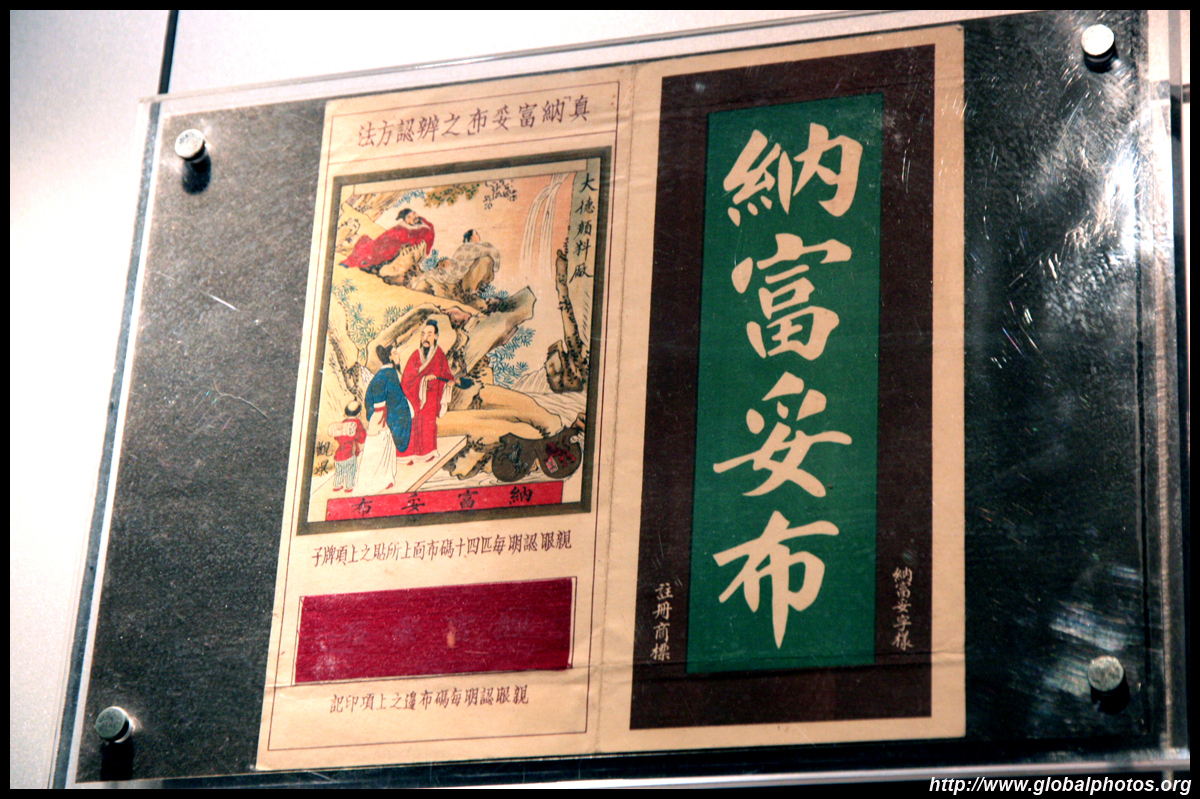 納富妥布
納富妥字樣
註冊商標
真「納富妥布」之辨認方法
大德顏料廠
納富妥布
親眼認明每匹四十碼布面上所貼之上項牌子
親眼認明每碼布邊之上項印記
http://www.globalphotos.org